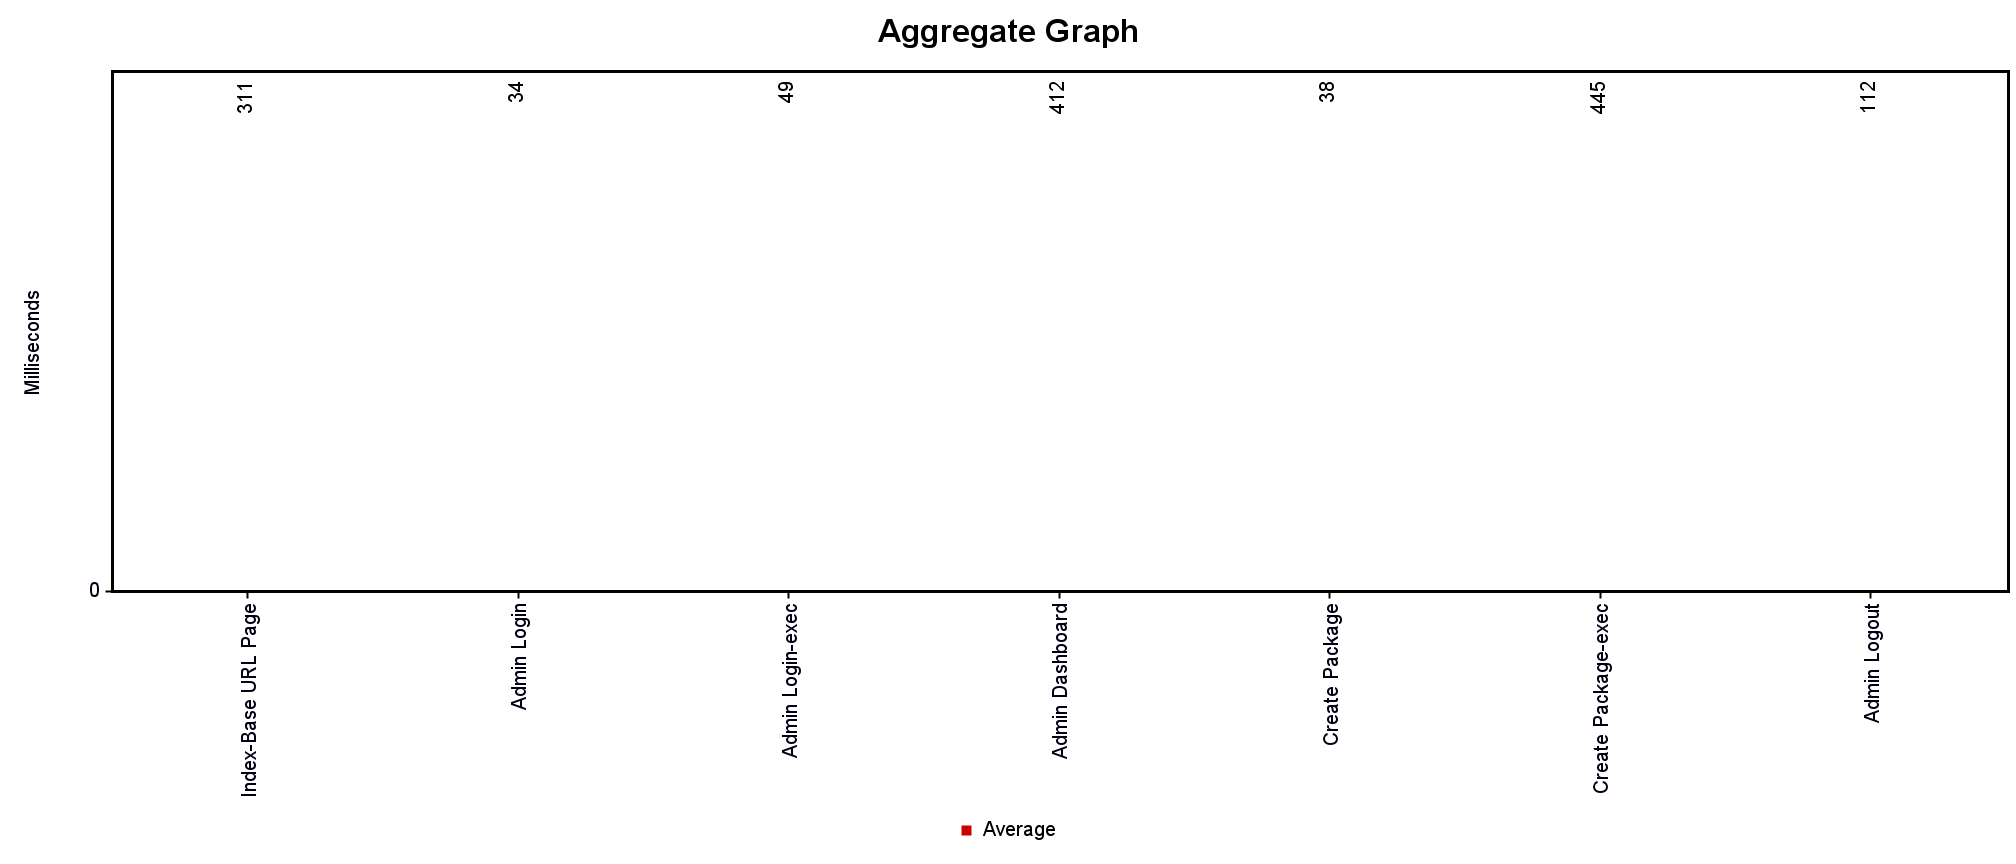 Aggregate Graph
311
34
49
412
38
445
112
Milliseconds
0
Index-Base URL Page
Admin Login
Admin Login-exec
Admin Dashboard
Create Package
Create Package-exec
Admin Logout
Average